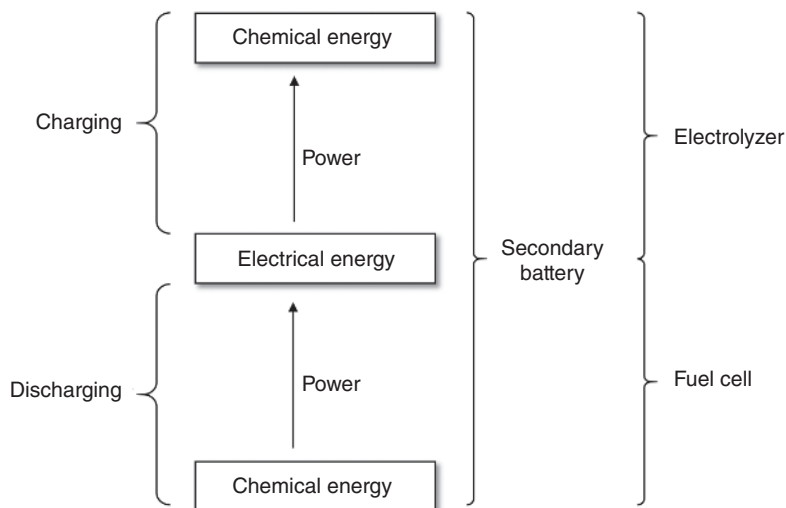 Chemical energy
Charging
Electrolyzer
Power
Electrical energy
Secondary
battery
Discharging
Power
Fuel cell
Chemical energy